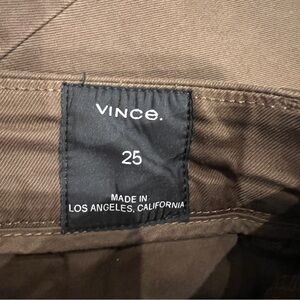 VINCE.
25
MADE IN
LOS ANGELES, CALIFORNIA